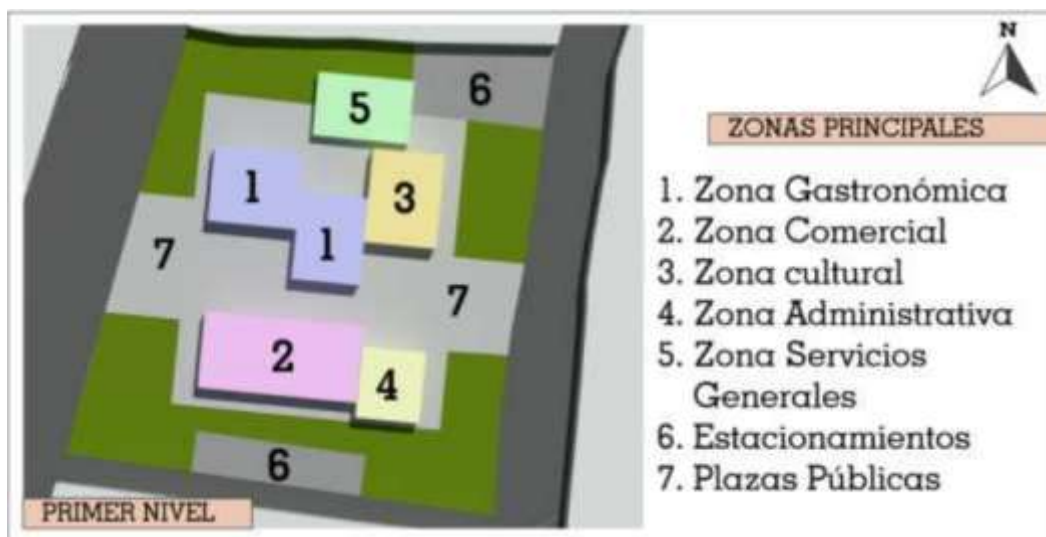 N
ZONAS PRINCIPALES
1. Zona Gastronómica
2. Zona Comercial
3. Zona cultural
4. Zona Administrativa
5. Zona Servicios
Generales
6. Estacionamientos
7. Plazas Públicas
5
6
1
3
1
7
7
2
4
6
PRIMER NIVEL